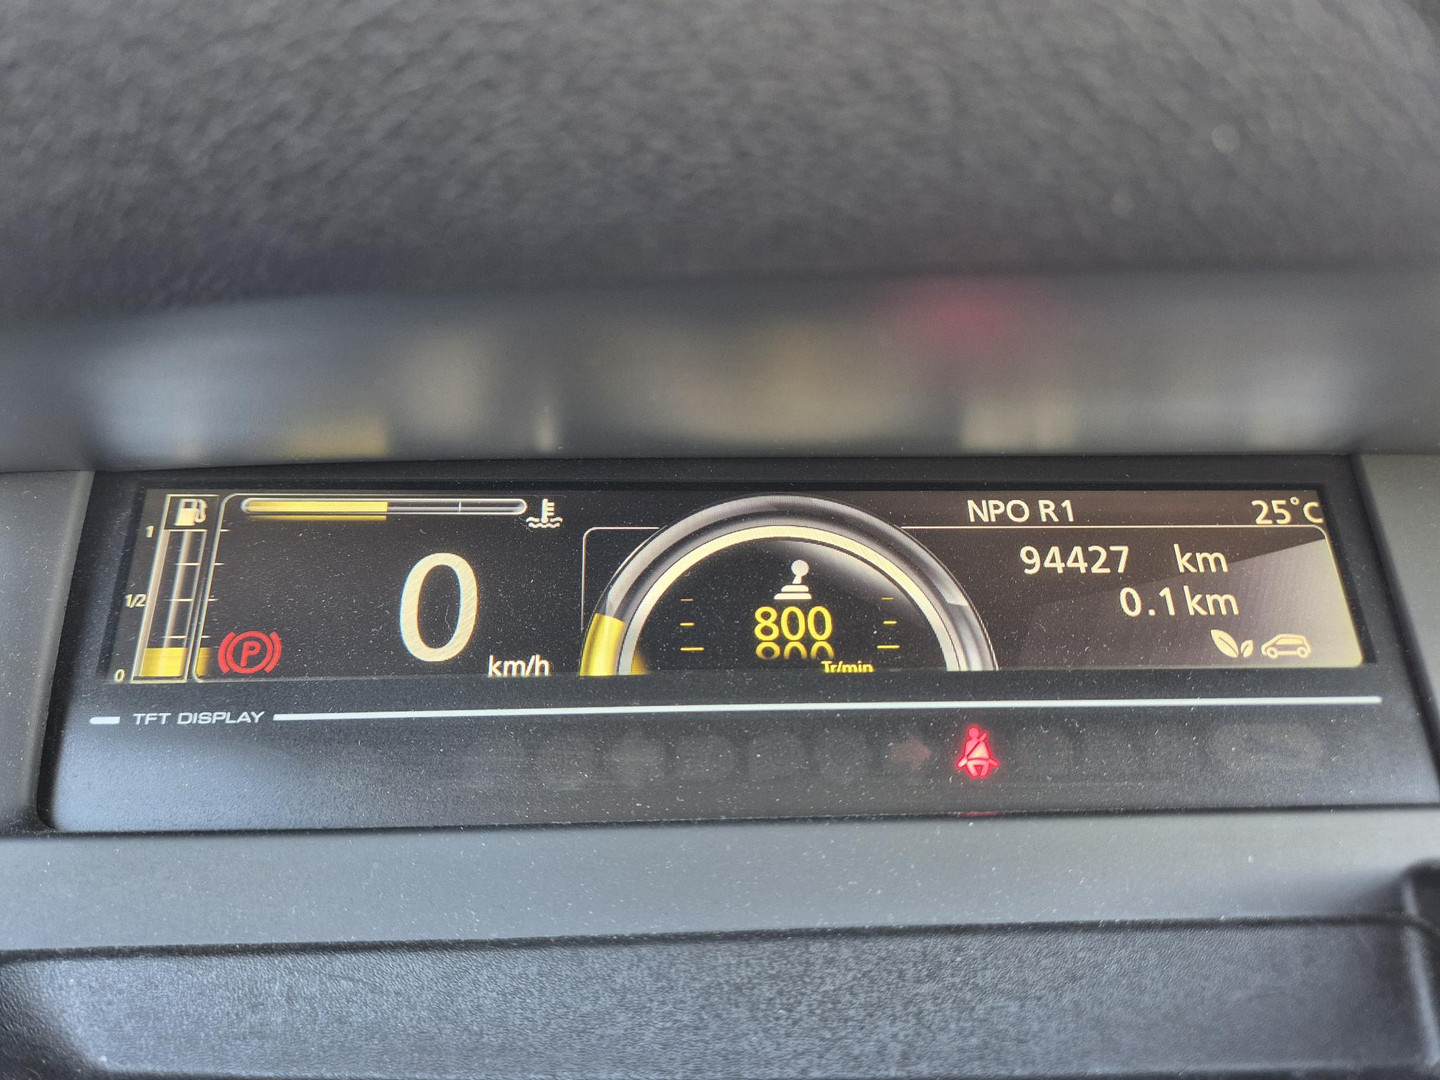 NPO R1 25°C
1
94427 km
1/2
0.1 km
0
800
P
0
km/h
Tr/min
TFT DISPLAY